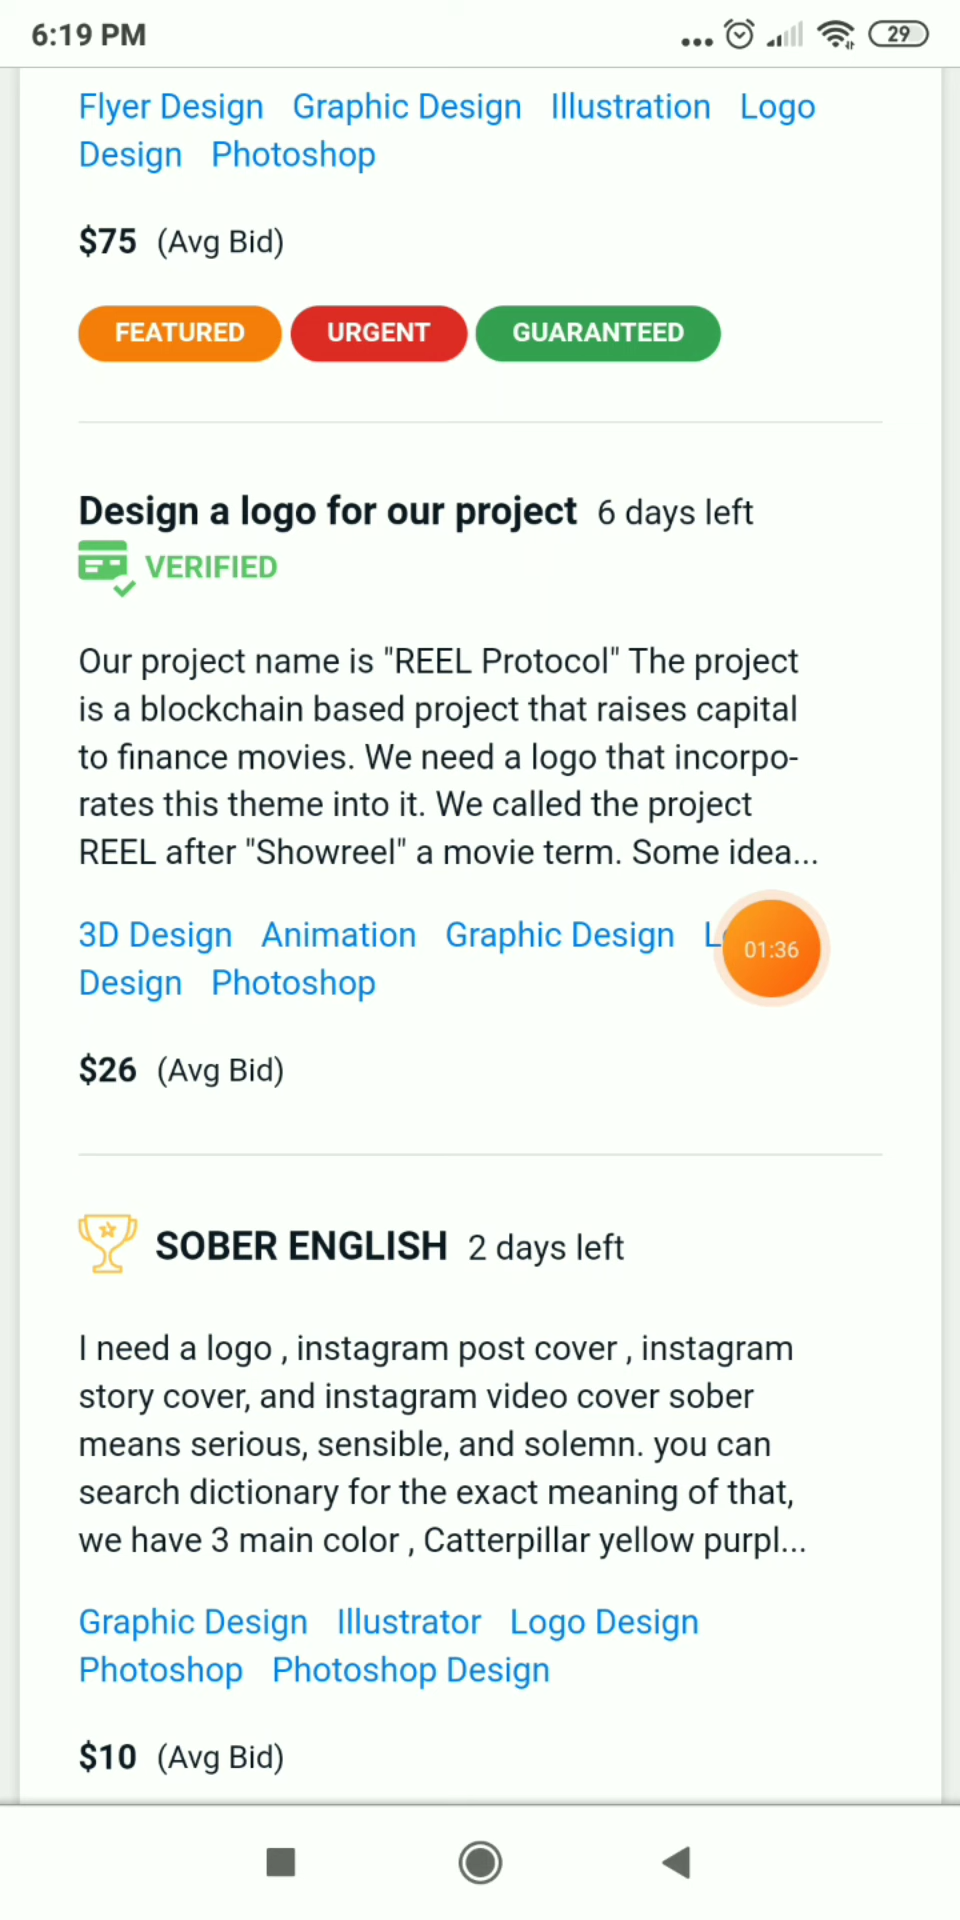 6:19 PM
29
Flyer Design Graphic Design Illustration Logo
Design Photoshop
$75 (Avg Bid)
FEATURED URGENT GUARANTEED
Design a logo for our project 6 days left
VERIFIED
Our project name is "REEL Protocol" The project
is a blockchain based project that raises capital
to finance movies. We need a logo that incorpo-
rates this theme into it. We called the project
REEL after "Showreel" a movie term. Some idea...
3D Design Animation Graphic Design
01:36
Design Photoshop
$26 (Avg Bid)
SOBER ENGLISH 2 days left
I need a logo , instagram post cover , instagram
story cover, and instagram video cover sober
means serious, sensible, and solemn. you can
search dictionary for the exact meaning of that,
we have 3 main color , Catterpillar yellow purpl...
Graphic Design Illustrator Logo Design
Photoshop Photoshop Design
$10 (Avg Bid)